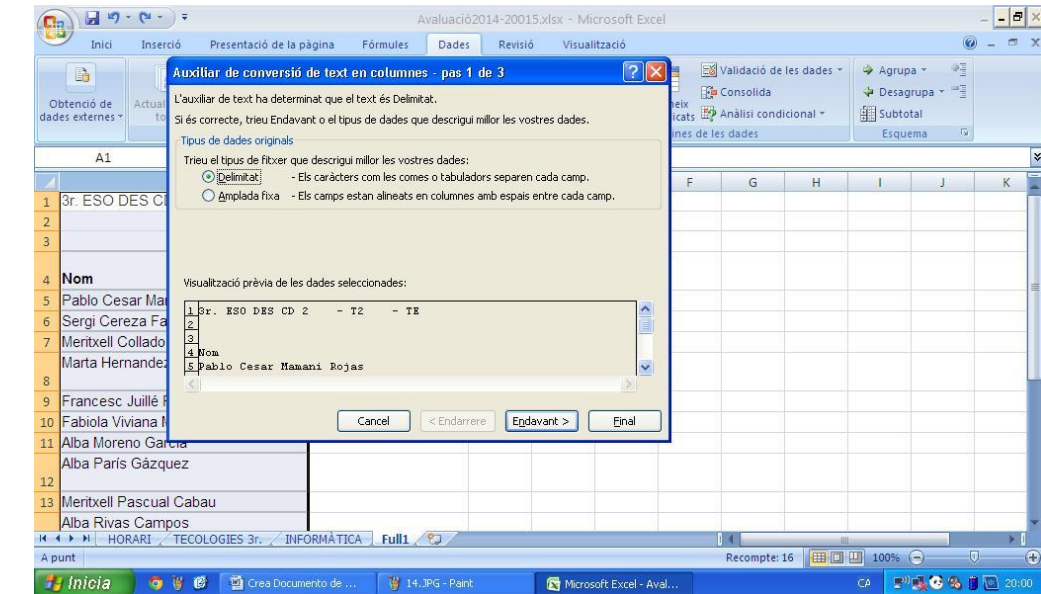 Avaluació2014-20015.xlsx - Microsoft Excel
Inici Inserció Presentació de la pàgina Fórmules Dades Revisió Visualització
Obtenció de
dades externes
Validació de les dades
Consolida
Anàlisi condicional
Agrupa
Desagrupa
Subtotal
Esquema
Auxiliar de conversió de text en columnes - pas 1 de 3
L'auxiliar de text ha determinat que el text és Delimitat.
Si és correcte, trieu Endavant o el tipus de dades que descrigui millor les vostres dades.
Tipus de dades originals
Trieu el tipus de fitxer que descrigui millor les vostres dades:
Delimitat - Els caràcters com les comes o tabuladors separen cada camp.
Amplada fixa - Els camps estan alineats en columnes amb espais entre cada camp.
Visualització prèvia de les dades seleccionades:
1 3r. ESO DES CD 2 - T2 - TE
2
3
4 Nom
5 Pablo Cesar Mamani Rojas
Cancel < Endarrere Endavant > Final
A1
F G H I J K
1 3r. ESO DES
2
3
4 Nom
5 Pablo Cesar
6 Sergi Cereza
7 Meritxell Collado
8 Marta Hernandez
9 Francesc Juillé
10 Fabiola Viviana
11 Alba Moreno García
12 Alba París Gázquez
13 Meritxell Pascual Cabau
Alba Rivas Campos
HORARI TECOLOGIES 3r. INFORMÀTICA Full1
A punt Recompte: 16 100%
Inicia Crea Documento de ... 14.JPG - Paint Microsoft Excel - Aval... CA 20:00